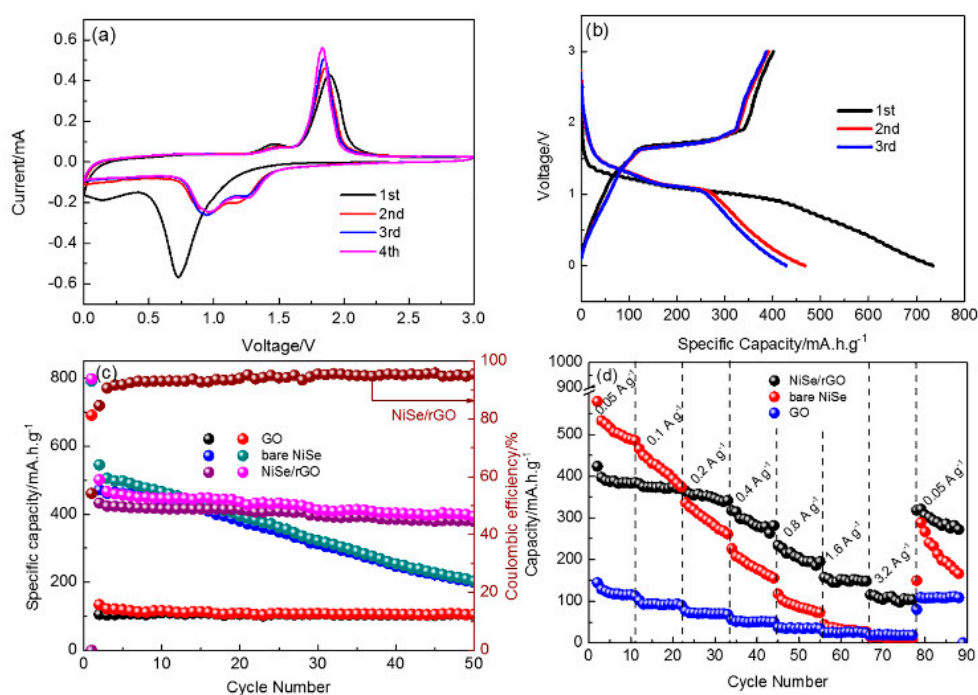 (a)
0.6
0.4
0.2
0.0
-0.2
-0.4
-0.6
Current/mA
1st
2nd
3rd
4th
0.0 0.5 1.0 1.5 2.0 2.5 3.0
Voltage/V
(b)
3
2
1
0
Voltage/V
1st
2nd
3rd
0 100 200 300 400 500 600 700 800
Specific Capacity/mA.h.g⁻¹
(c)
800
600
400
200
0
Specific capacity/mA.h.g⁻¹
GO
bare NiSe
NiSe/rGO
NiSe/rGO
100
80
60
40
20
0
Coulombic efficiency/%
0 10 20 30 40 50
Cycle Number
(d)
1000
900
500
400
300
200
100
0
Capacity/mA.h.g⁻¹
NiSe/rGO
bare NiSe
GO
0.05 A g⁻¹
0.1 A g⁻¹
0.2 A g⁻¹
0.4 A g⁻¹
0.8 A g⁻¹
1.6 A g⁻¹
3.2 A g⁻¹
0.05 A g⁻¹
0 10 20 30 40 50 60 70 80 90
Cycle Number